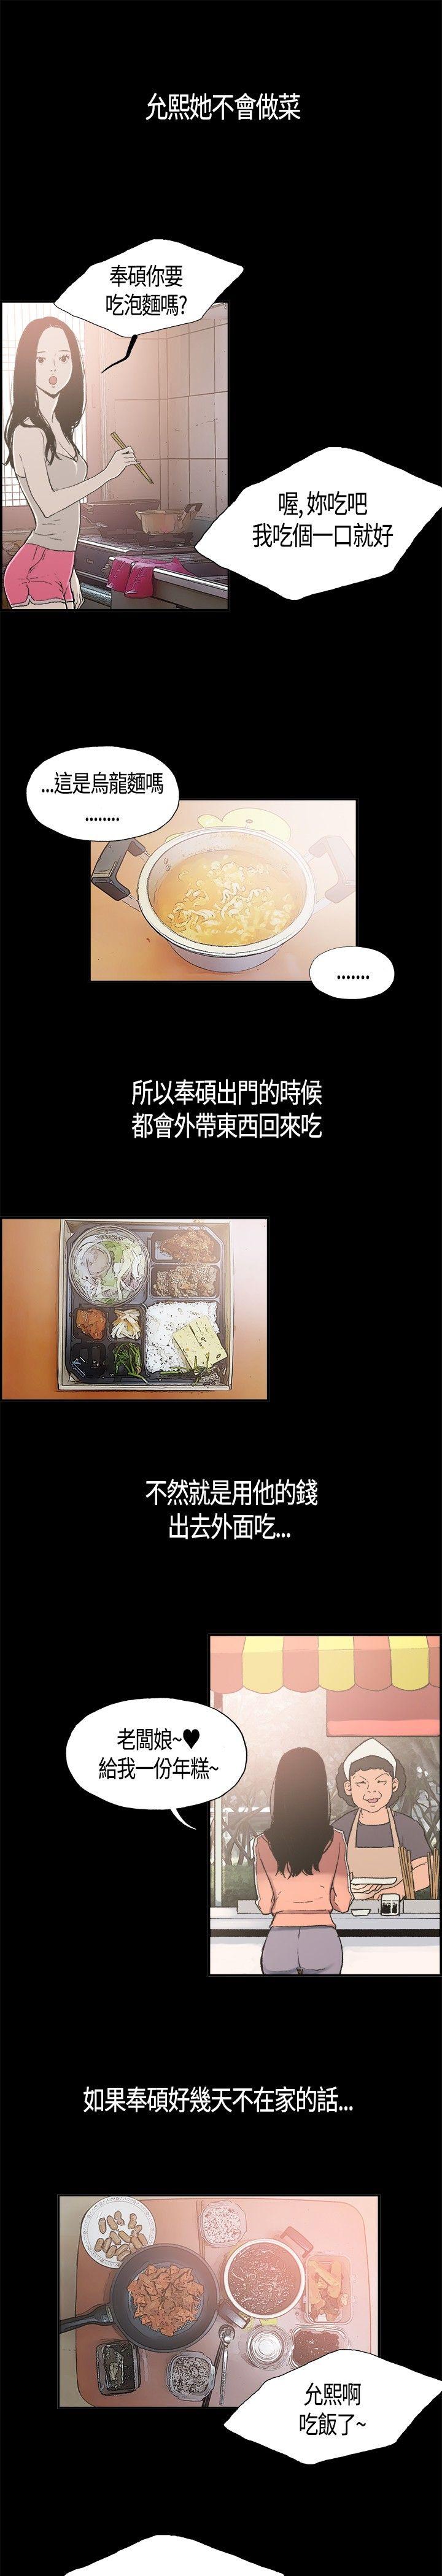 允熙她不會做菜
奉碩你要
吃泡麵嗎?
喔, 妳吃吧
我吃個一口就好
...這是烏龍麵嗎
........
.......
所以奉碩出門的時候
都會外帶東西回來吃
不然就是用他的錢
出去外面吃...
老闆娘~♥
給我一份年糕~
如果奉碩好幾天不在家的話...
允熙啊
吃飯了~